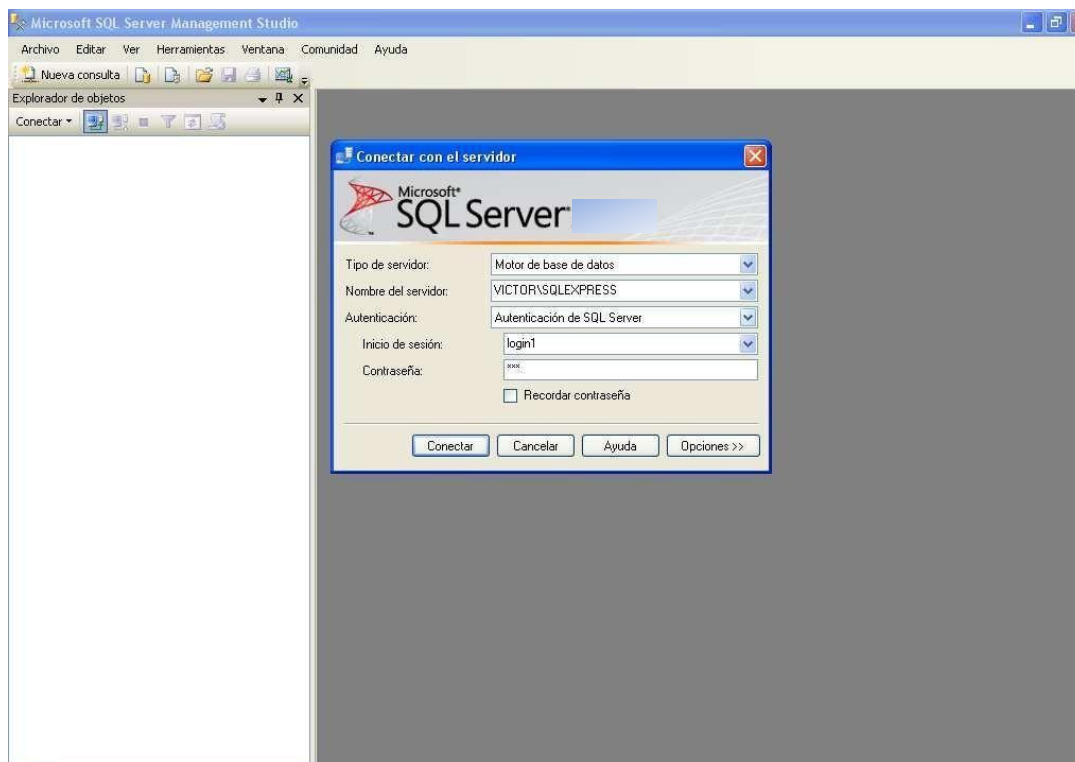 Microsoft SQL Server Management Studio
Archivo Editar Ver Herramientas Ventana Comunidad Ayuda
Nueva consulta
Explorador de objetos
Conectar
Conectar con el servidor
Microsoft®
SQL Server
Tipo de servidor: Motor de base de datos
Nombre del servidor: VICTOR\SQLEXPRESS
Autenticación: Autenticación de SQL Server
Inicio de sesión: login1
Contraseña: ***
Recordar contraseña
Conectar Cancelar Ayuda Opciones >>